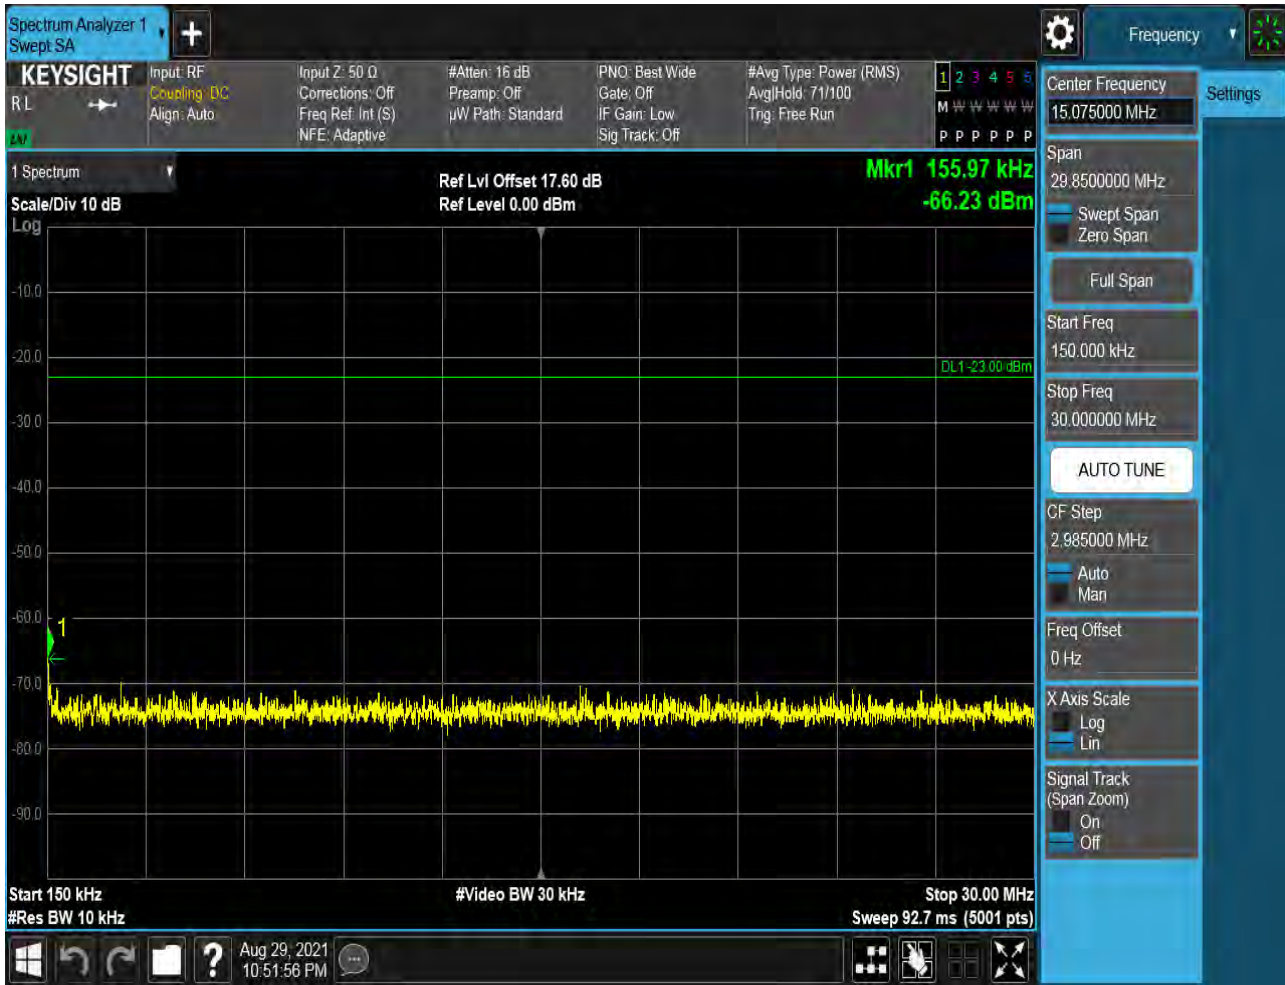 Spectrum Analyzer 1
Swept SA
Frequency
KEYSIGHT
R L
Input: RF
Coupling: DC
Align: Auto
Input Z: 50 Ω
Corrections: Off
Freq Ref: Int (S)
NFE: Adaptive
#Atten: 16 dB
Preamp: Off
µW Path: Standard
PNO: Best Wide
Gate: Off
IF Gain: Low
Sig Track: Off
#Avg Type: Power (RMS)
Avg|Hold: 71/100
Trig: Free Run
1 2 3 4 5 6
M W W W W W
P P P P P P
1 Spectrum
Scale/Div 10 dB
Log
Ref Lvl Offset 17.60 dB
Ref Level 0.00 dBm
Mkr1 155.97 kHz
-66.23 dBm
-10.0
-20.0
DL1 -23.00 dBm
-30.0
-40.0
-50.0
-60.0
1
-70.0
-80.0
-90.0
Start 150 kHz
#Res BW 10 kHz
#Video BW 30 kHz
Stop 30.00 MHz
Sweep 92.7 ms (5001 pts)
Aug 29, 2021
10:51:56 PM
Center Frequency
15.075000 MHz
Settings
Span
29.8500000 MHz
Swept Span
Zero Span
Full Span
Start Freq
150.000 kHz
Stop Freq
30.000000 MHz
AUTO TUNE
CF Step
2.985000 MHz
Auto
Man
Freq Offset
0 Hz
X Axis Scale
Log
Lin
Signal Track
(Span Zoom)
On
Off